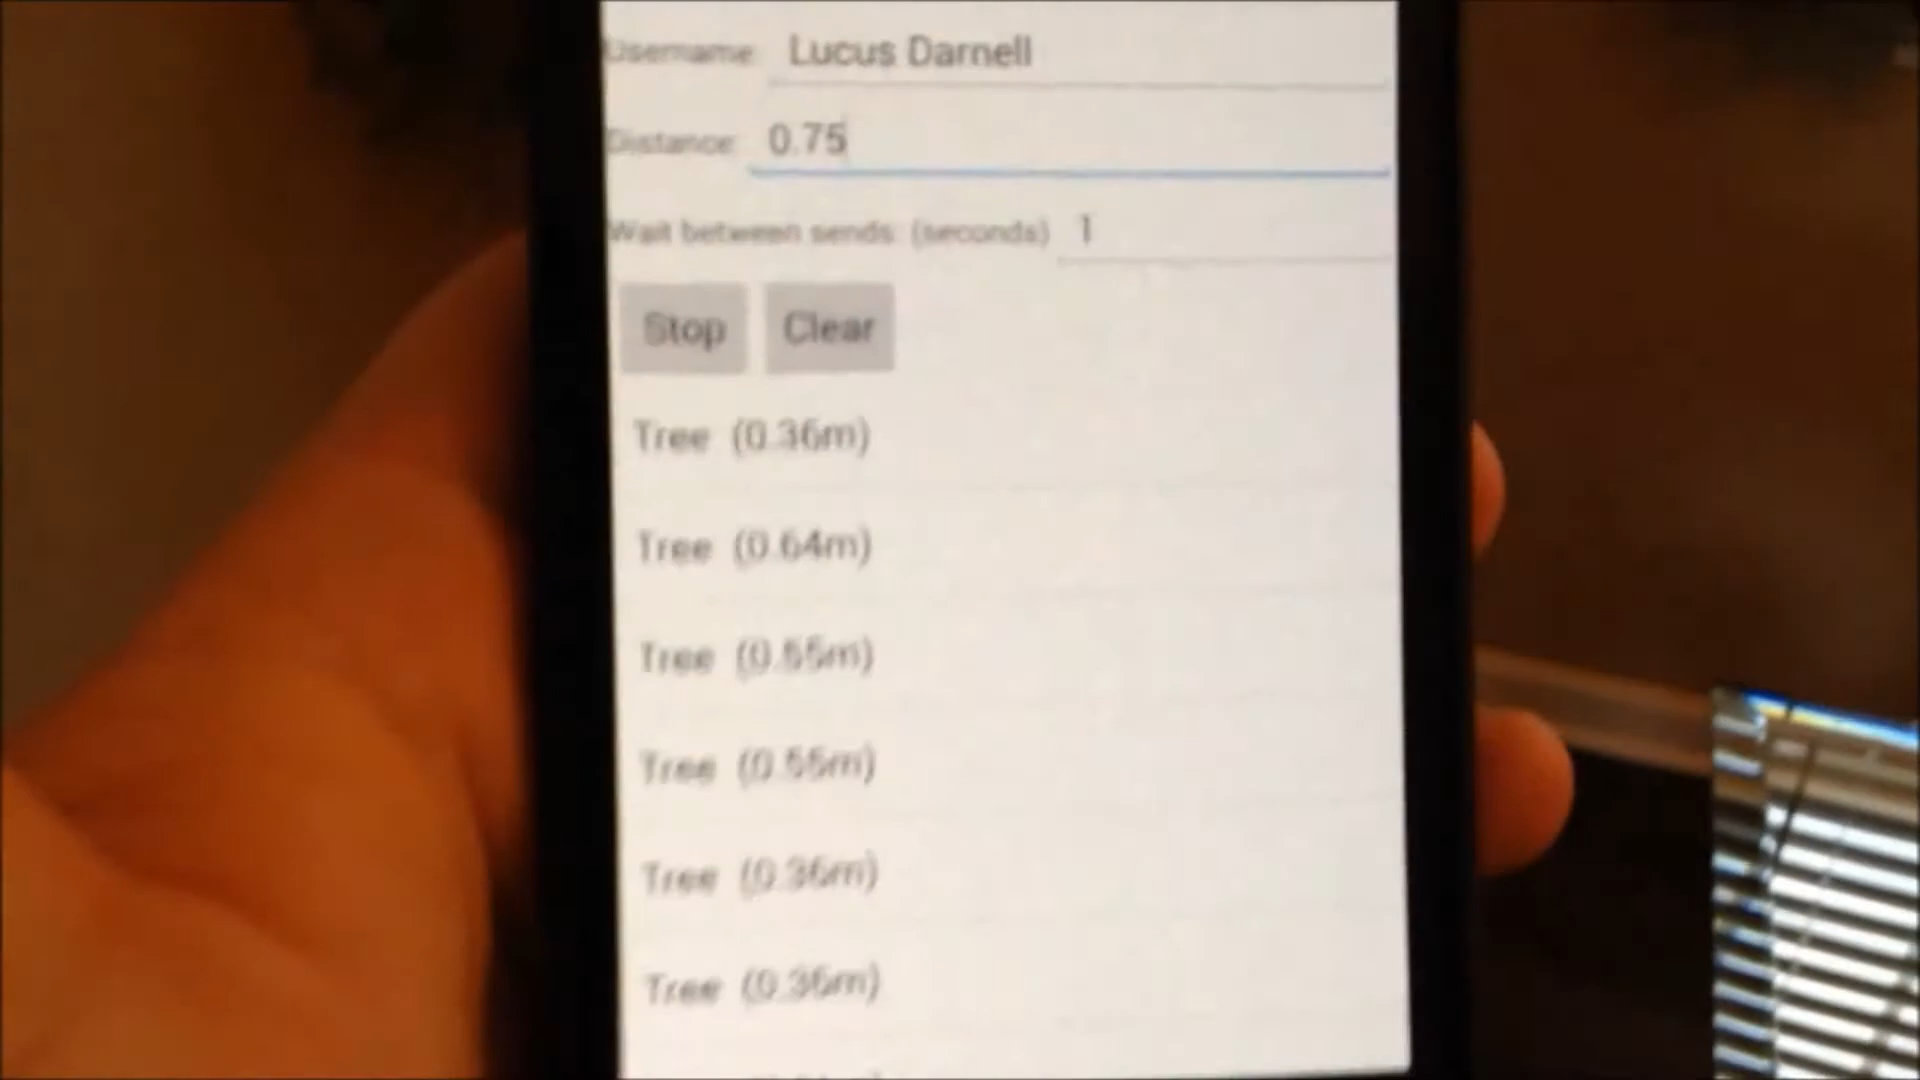 Username: Lucus Darnell
Distance: 0.75
Wait between sends: (seconds) 1
Stop Clear
Tree (0.36m)
Tree (0.64m)
Tree (0.55m)
Tree (0.55m)
Tree (0.36m)
Tree (0.36m)